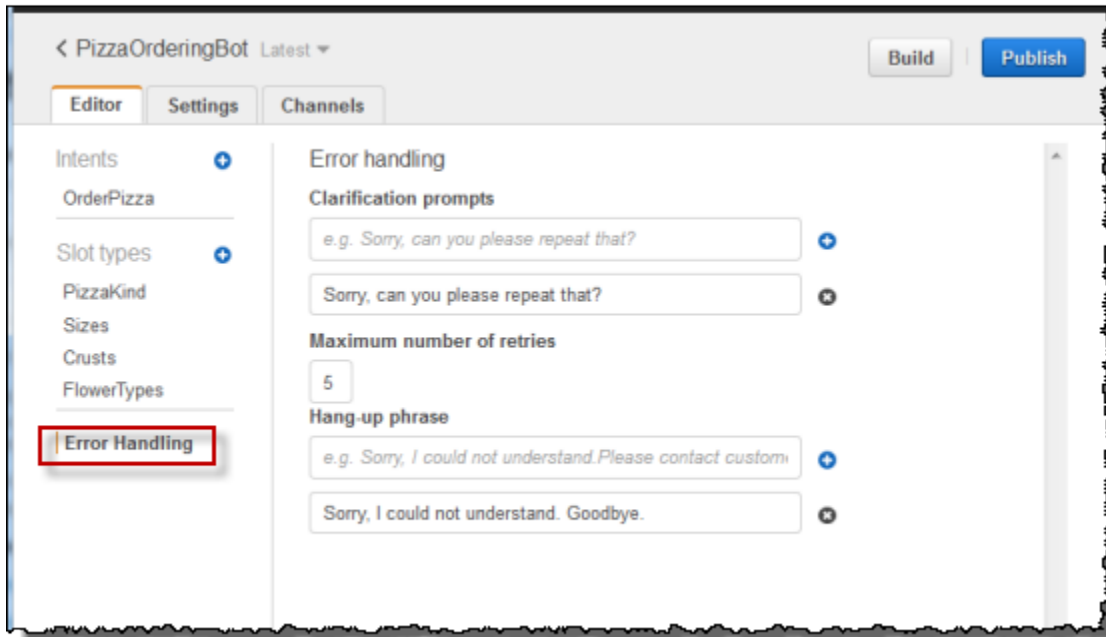 < PizzaOrderingBot Latest
Build
Publish
Editor Settings Channels
Intents
OrderPizza
Slot types
PizzaKind
Sizes
Crusts
FlowerTypes
Error Handling
Error handling
Clarification prompts
e.g. Sorry, can you please repeat that?
Sorry, can you please repeat that?
Maximum number of retries
5
Hang-up phrase
e.g. Sorry, I could not understand.Please contact custom
Sorry, I could not understand. Goodbye.